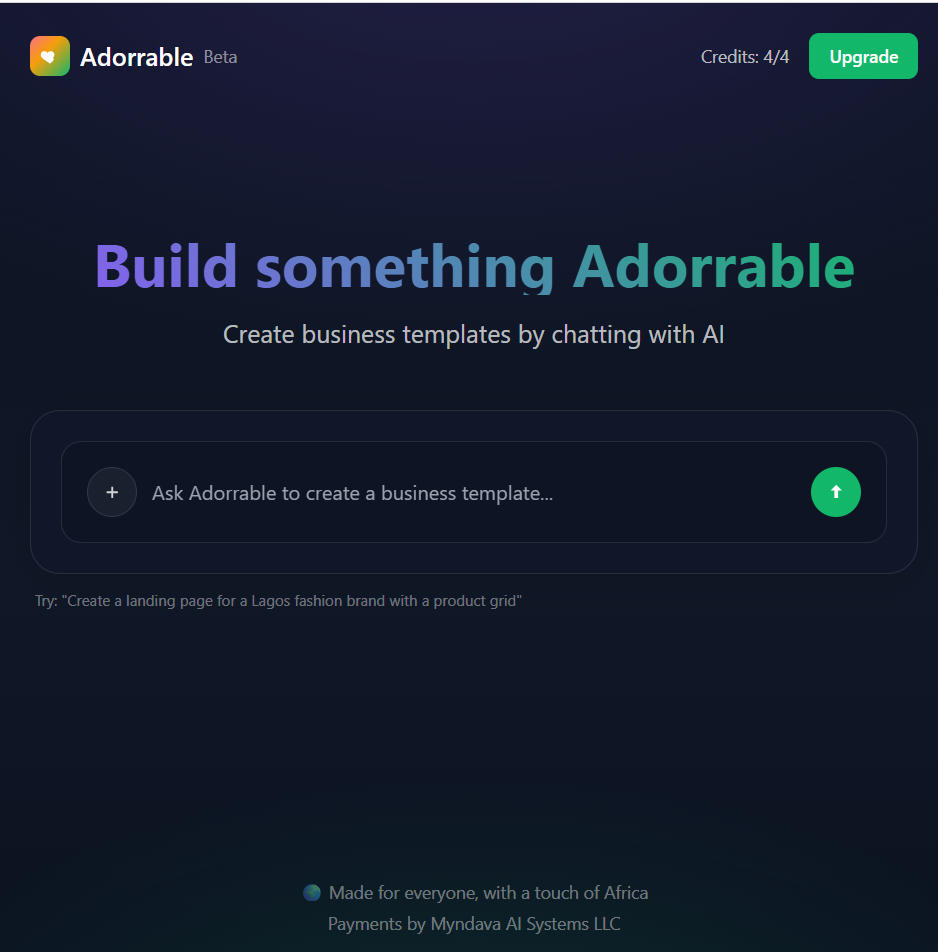 Adorrable Beta
Credits: 4/4
Upgrade
Build something Adorrable
Create business templates by chatting with AI
+ Ask Adorrable to create a business template...
Try: "Create a landing page for a Lagos fashion brand with a product grid"
Made for everyone, with a touch of Africa
Payments by Myndava AI Systems LLC